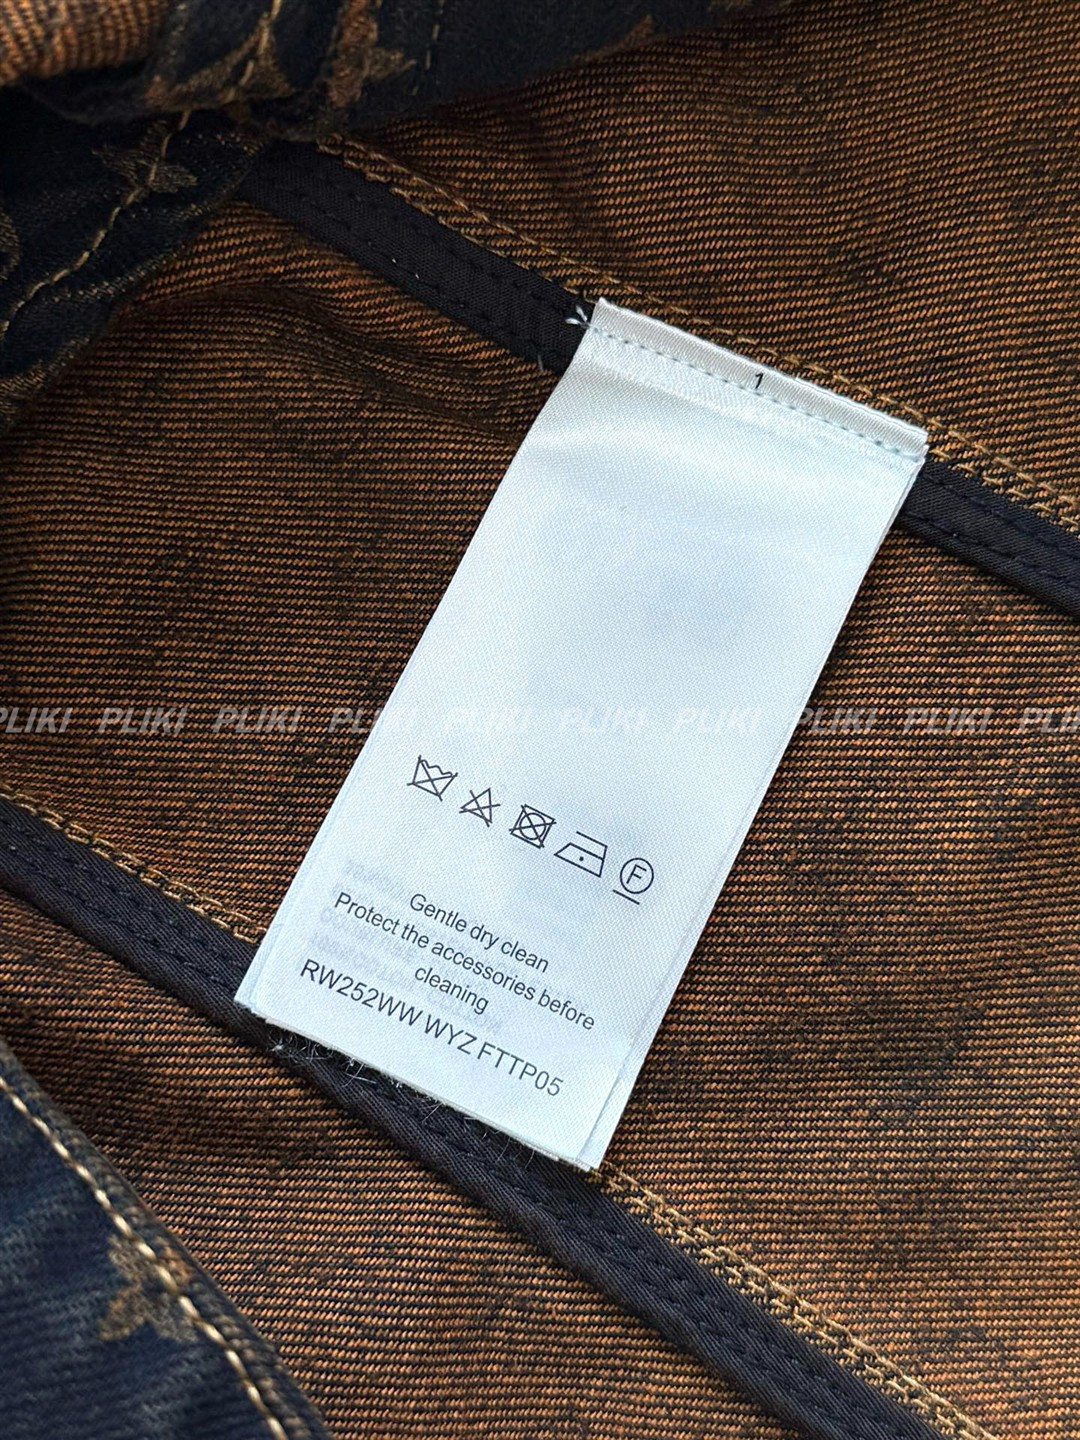 PLIKI PLIKI PLIKI PLIKI PLIKI PLIKI PLIKI PLIKI PLIKI
1
F
Gentle dry clean
Protect the accessories before
cleaning
RW252WW WYZ FTTP05